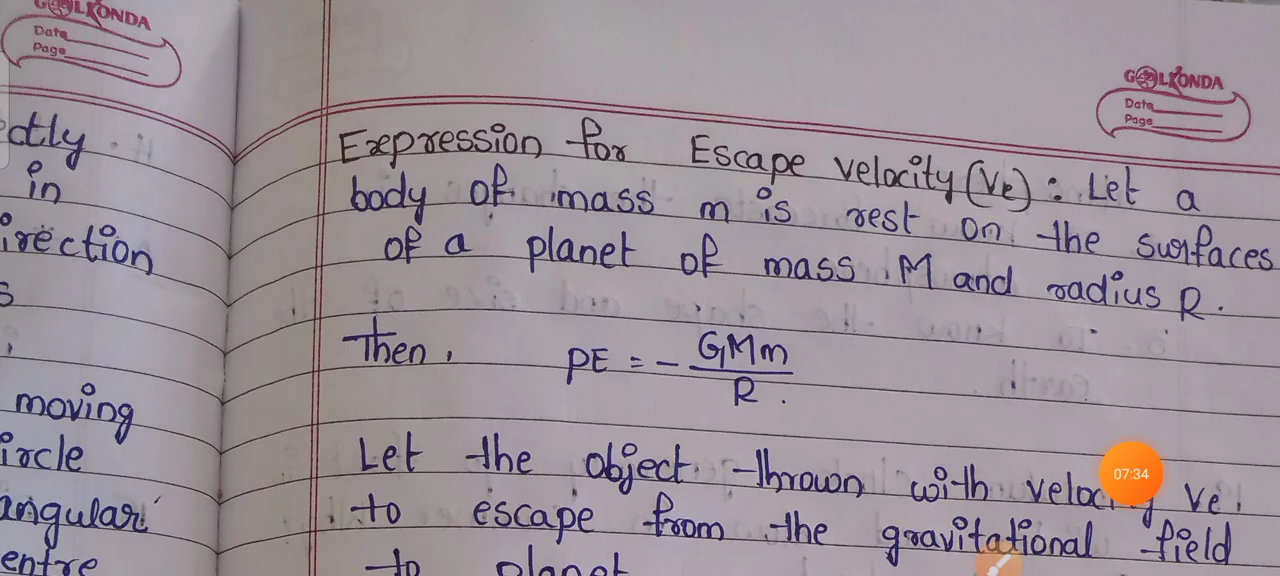 GOLKONDA
Date
Page
ctly
in
irection
s
moving
ircle
angular
entre
GOLKONDA
Date
Page
Expression for Escape velocity (Ve) : Let a
body of mass m is rest on the surfaces
of a planet of mass M and radius R.
Then, PE = - GMm
R.
Let the object thrown with velocity ve.
to escape from the gravitational field
to planet
07:34